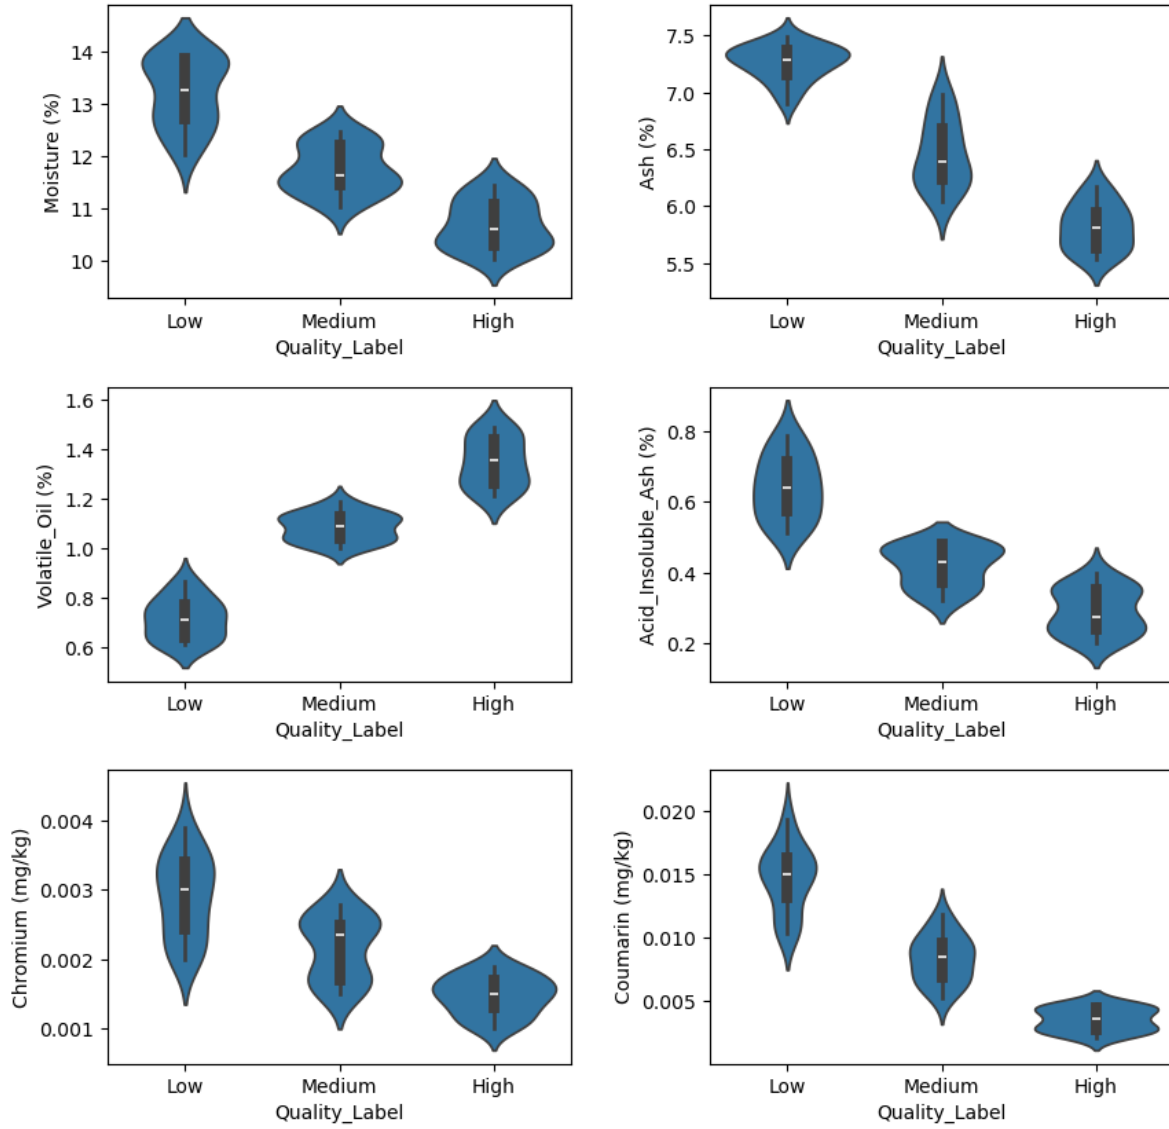 Moisture (%)
14
13
12
11
10
Low Medium High
Quality_Label
Ash (%)
7.5
7.0
6.5
6.0
5.5
Low Medium High
Quality_Label
Volatile_Oil (%)
1.6
1.4
1.2
1.0
0.8
0.6
Low Medium High
Quality_Label
Acid_Insoluble_Ash (%)
0.8
0.6
0.4
0.2
Low Medium High
Quality_Label
Chromium (mg/kg)
0.004
0.003
0.002
0.001
Low Medium High
Quality_Label
Coumarin (mg/kg)
0.020
0.015
0.010
0.005
Low Medium High
Quality_Label